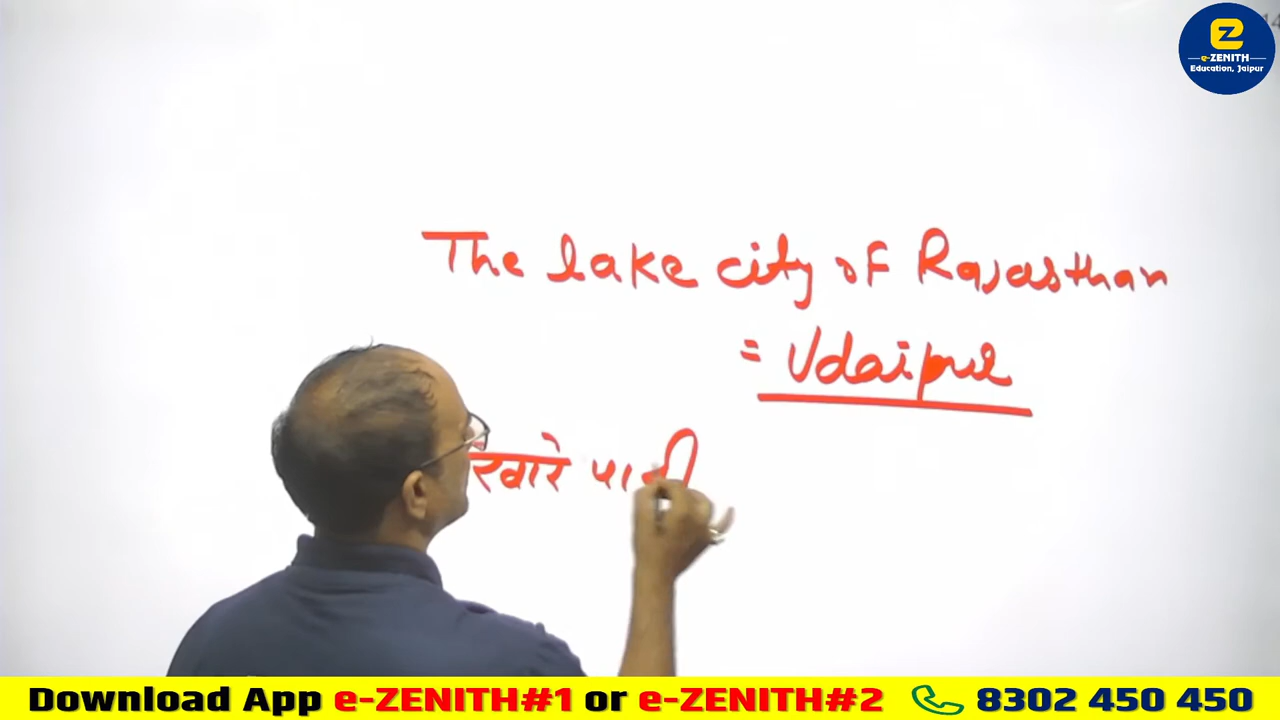 e
Z
e-ZENITH
Education, Jaipur
The lake city of Rajasthan
= Udaipur
खारे पानी
Download App e-ZENITH#1 or e-ZENITH#2 8302 450 450